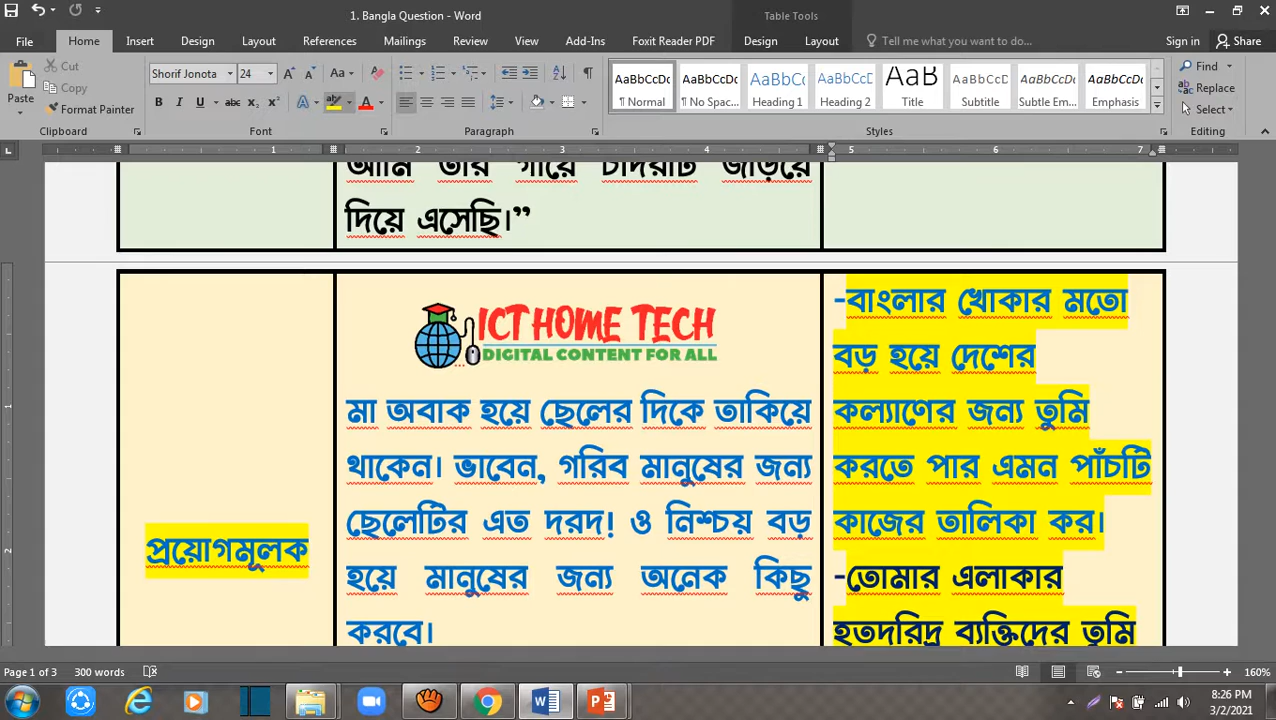 1. Bangla Question - Word
Table Tools
File Home Insert Design Layout References Mailings Review View Add-Ins Foxit Reader PDF Design Layout Tell me what you want to do... Sign in Share
Cut
Copy
Paste
Format Painter
Shorif Jonota 24
Find
Replace
Select
AaBbCcDc AaBbCcDc AaBbCc AaBbCcC AaB AaBbCcD AaBbCcDc AaBbCcDc
¶ Normal ¶ No Spac... Heading 1 Heading 2 Title Subtitle Subtle Em... Emphasis
Clipboard Font Paragraph Styles Editing
আমি তার গায়ে চাদরটি জড়িয়ে
দিয়ে এসেছি।”
প্রয়োগমূলক
ICT HOME TECH
DIGITAL CONTENT FOR ALL
মা অবাক হয়ে ছেলের দিকে তাকিয়ে
থাকেন। ভাবেন, গরিব মানুষের জন্য
ছেলেটির এত দরদ! ও নিশ্চয় বড়
হয়ে মানুষের জন্য অনেক কিছু
করবে।
-বাংলার খোকার মতো
বড় হয়ে দেশের
কল্যাণের জন্য তুমি
করতে পার এমন পাঁচটি
কাজের তালিকা কর।
-তোমার এলাকার
হতদরিদ্র ব্যক্তিদের তুমি
Page 1 of 3 300 words 160%
8:26 PM
3/2/2021